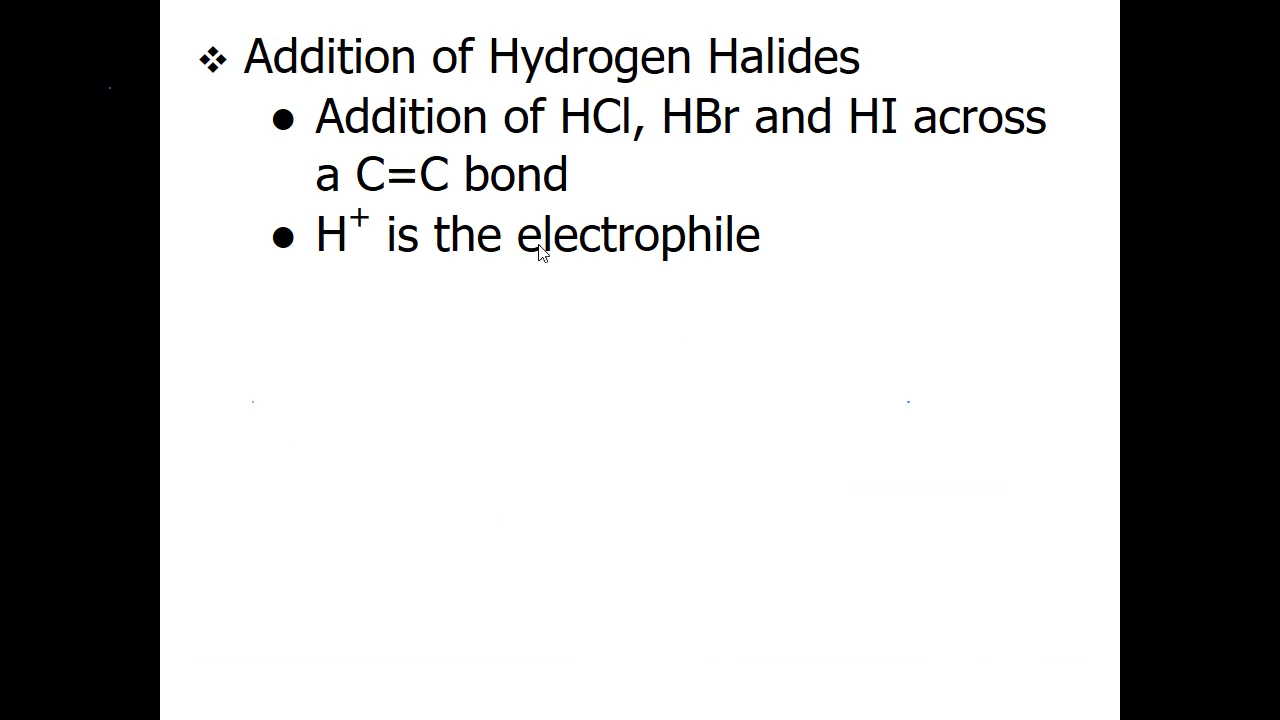 ❖ Addition of Hydrogen Halides
● Addition of HCl, HBr and HI across
a C=C bond
● H⁺ is the electrophile